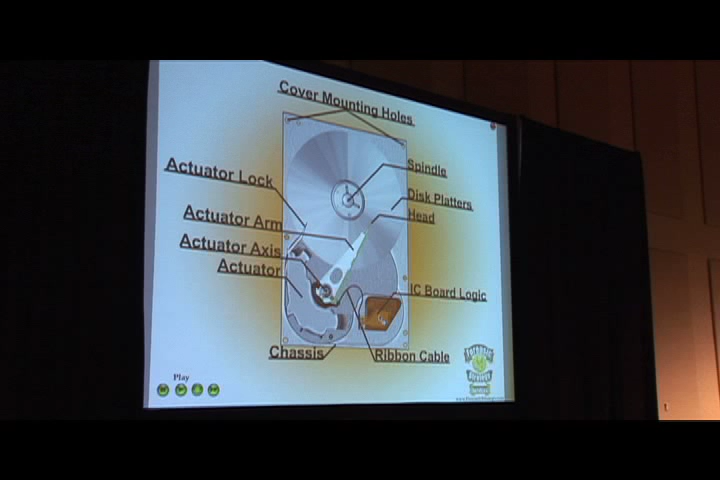 Cover Mounting Holes
Actuator Lock
Spindle
Disk Platters
Actuator Arm
Head
Actuator Axis
Actuator
IC Board Logic
Chassis
Ribbon Cable
Play